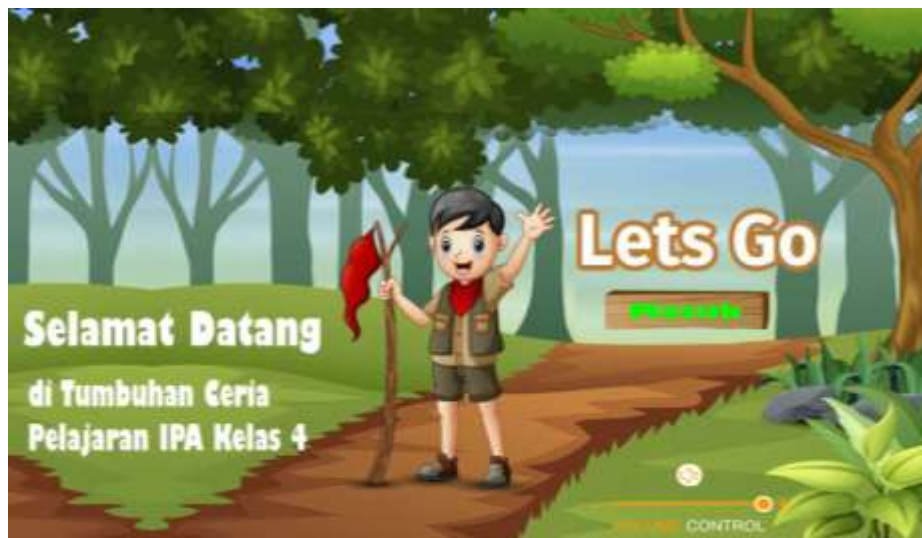 Selamat Datang
di Tumbuhan Ceria
Pelajaran IPA Kelas 4
Lets Go
CONTROL